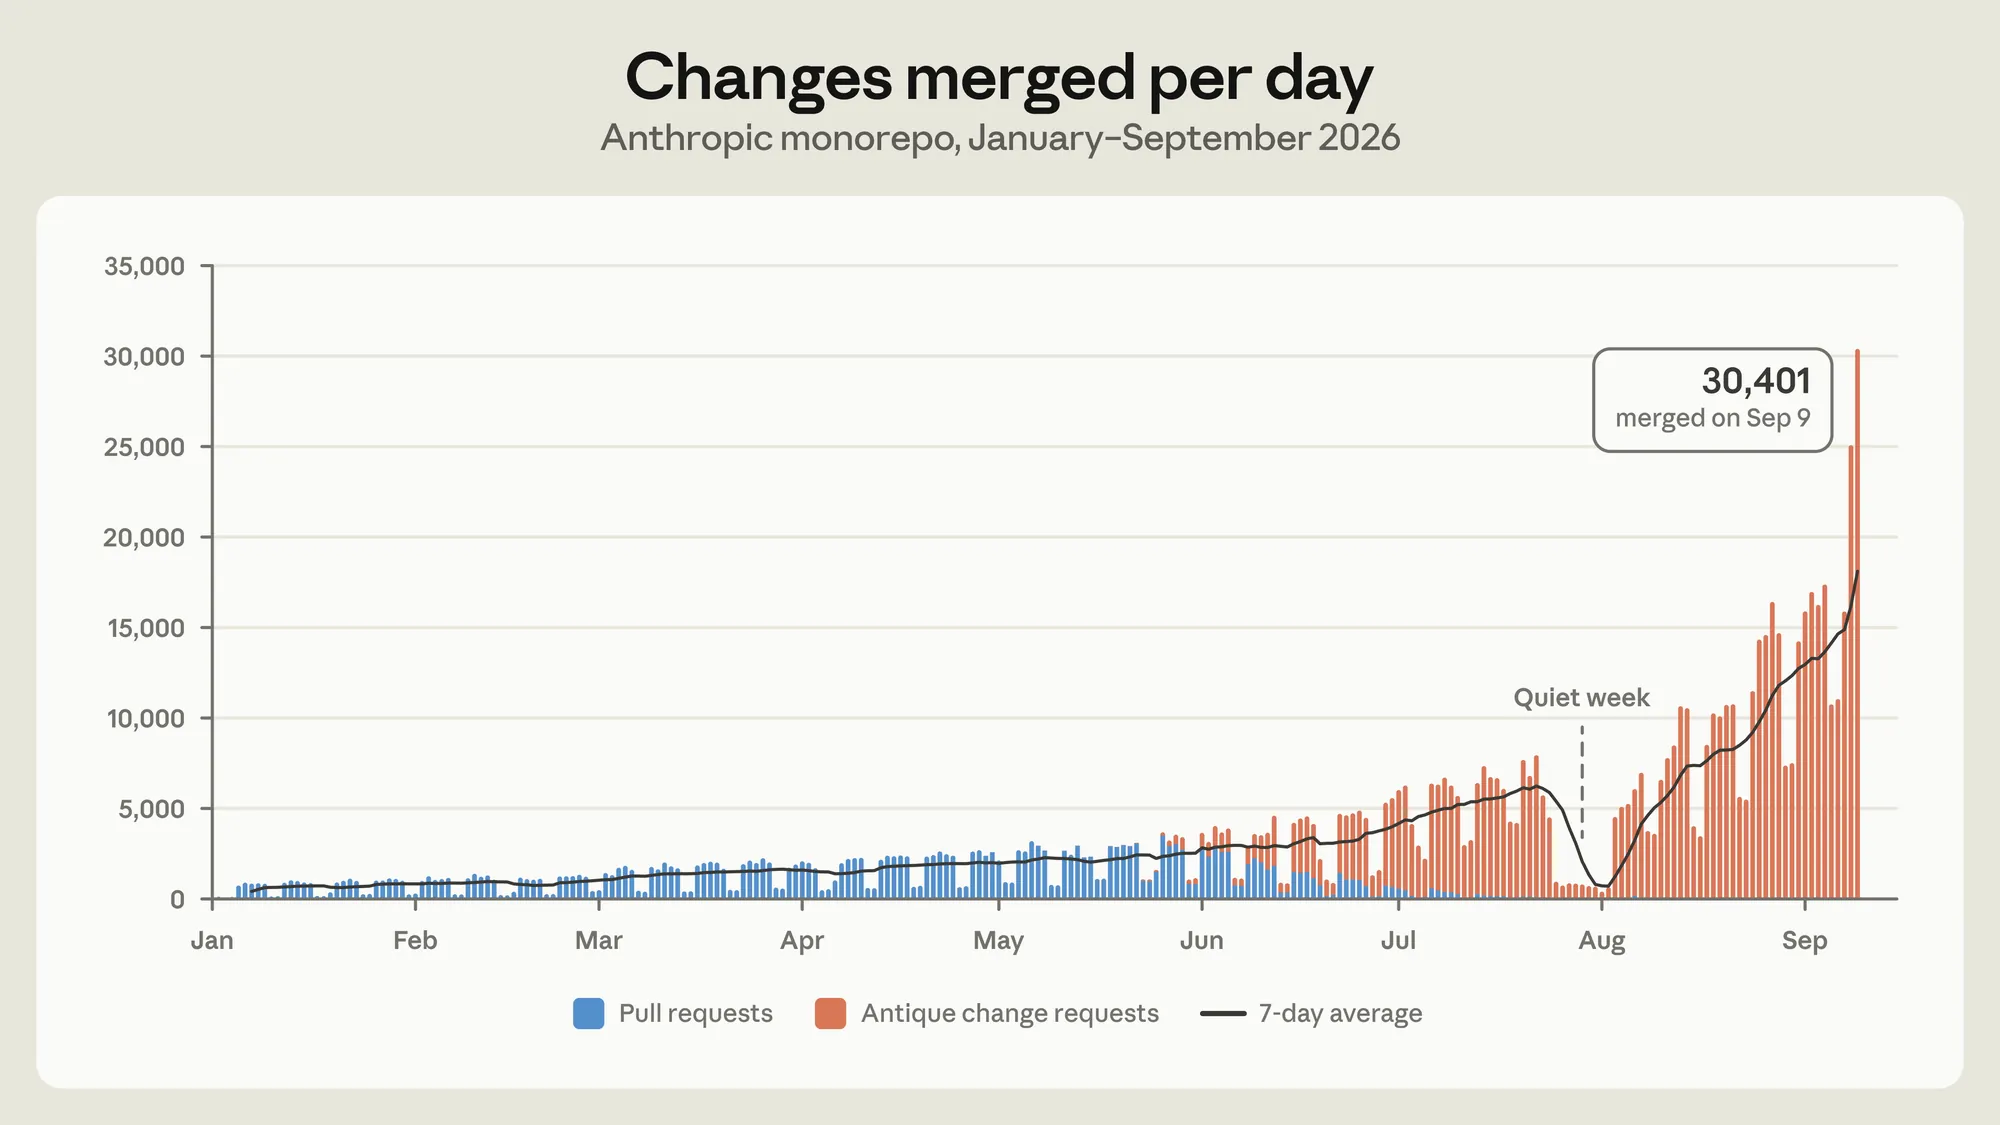 Changes merged per day
Anthropic monorepo, January–September 2026
35,000
30,000
25,000
20,000
15,000
10,000
5,000
0
30,401
merged on Sep 9
Quiet week
Jan Feb Mar Apr May Jun Jul Aug Sep
Pull requests Antique change requests 7-day average